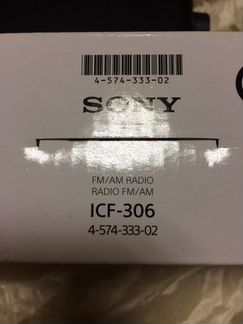 4-574-333-02
SONY
FM/AM RADIO
RADIO FM/AM
ICF-306
4-574-333-02